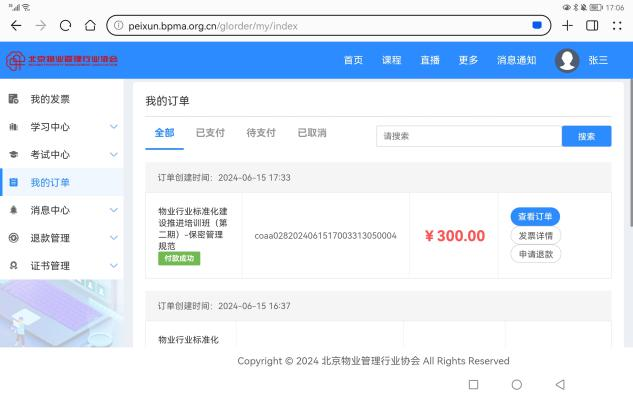 17:06
peixun.bpma.org.cn/glorder/my/index
北京物业管理行业协会
首页 课程 直播 更多 消息通知 张三
我的发票
学习中心
考试中心
我的订单
消息中心
退款管理
证书管理
我的订单
全部 已支付 待支付 已取消 请搜索 搜索
订单创建时间：2024-06-15 17:33
物业行业标准化建
设推进培训班（第
二期）-保密管理
规范
付款成功
coaa0282024061517003313050004
￥300.00
查看订单
发票详情
申请退款
订单创建时间：2024-06-15 16:37
物业行业标准化
Copyright © 2024 北京物业管理行业协会 All Rights Reserved